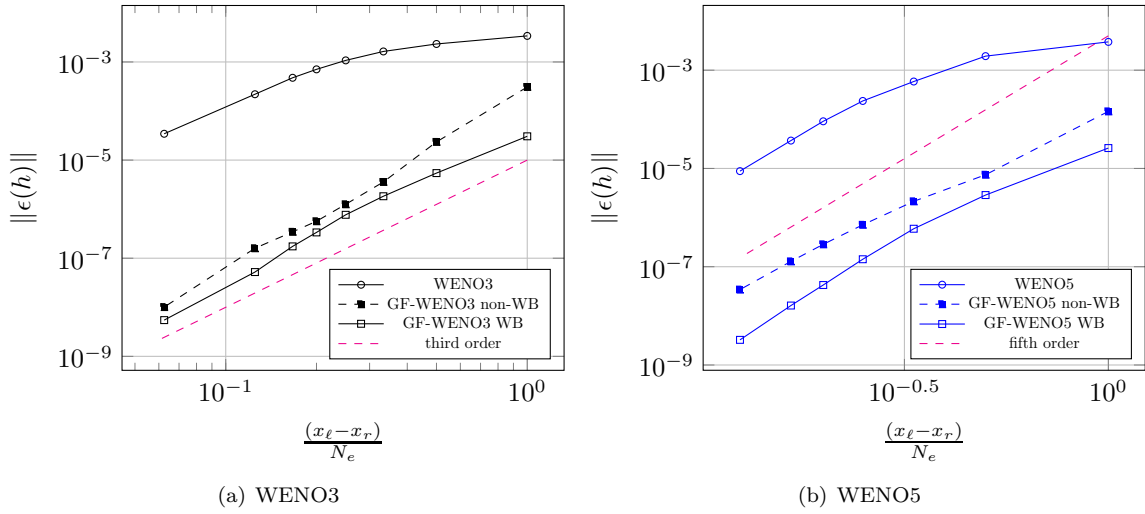 10^{-3}
10^{-5}
10^{-7}
10^{-9}
∥ϵ(h)∥
10^{-1}
10^0
WENO3
GF-WENO3 non-WB
GF-WENO3 WB
third order
(x_ℓ−x_r)
N_e
(a) WENO3
10^{-3}
10^{-5}
10^{-7}
10^{-9}
∥ϵ(h)∥
10^{-0.5}
10^0
WENO5
GF-WENO5 non-WB
GF-WENO5 WB
fifth order
(x_ℓ−x_r)
N_e
(b) WENO5